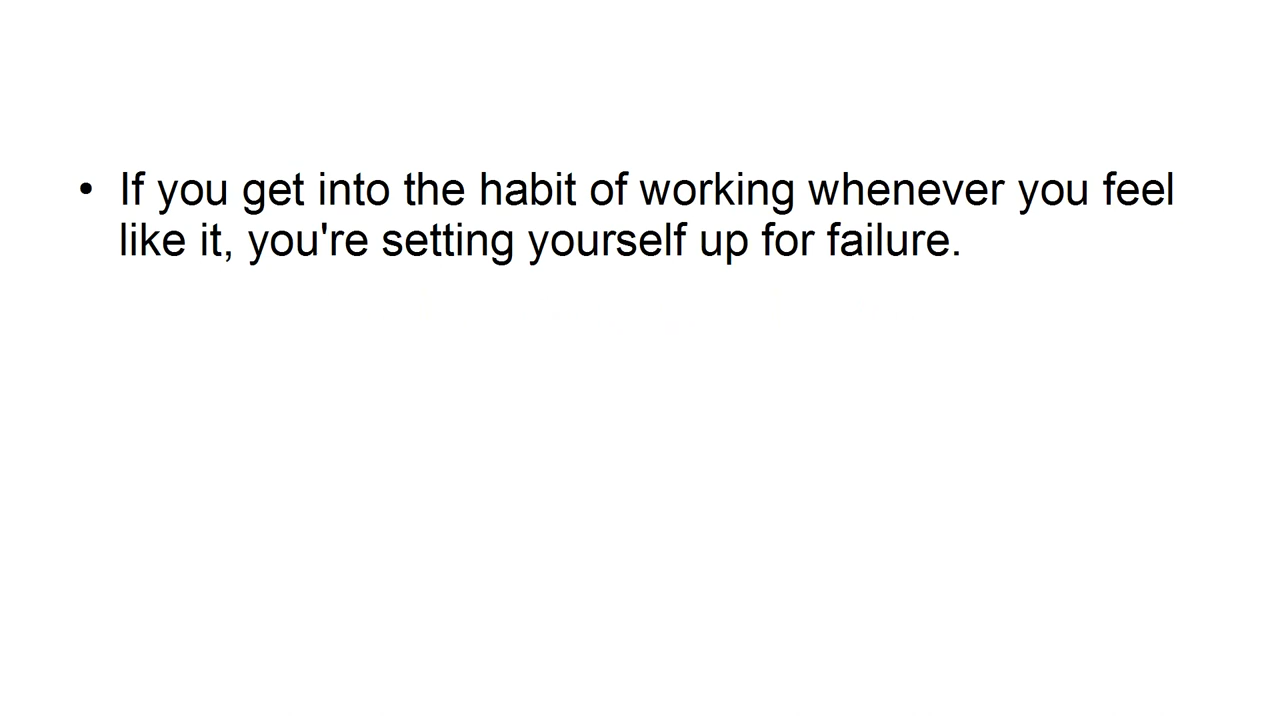 • If you get into the habit of working whenever you feel
like it, you're setting yourself up for failure.